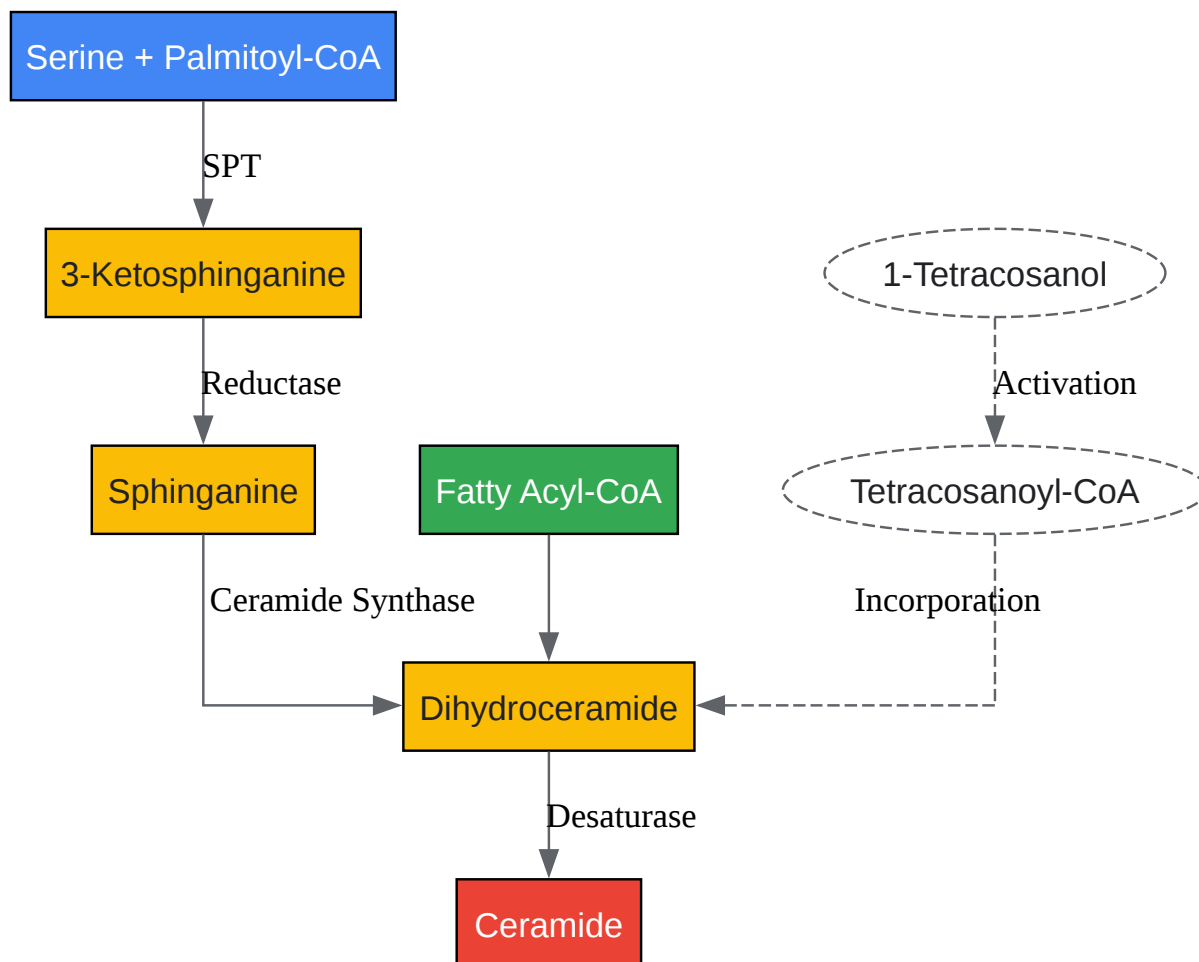 Serine + Palmitoyl-CoA
SPT
3-Ketosphinganine
1-Tetracosanol
Reductase
Activation
Sphinganine
Fatty Acyl-CoA
Tetracosanoyl-CoA
Ceramide Synthase
Incorporation
Dihydroceramide
Desaturase
Ceramide